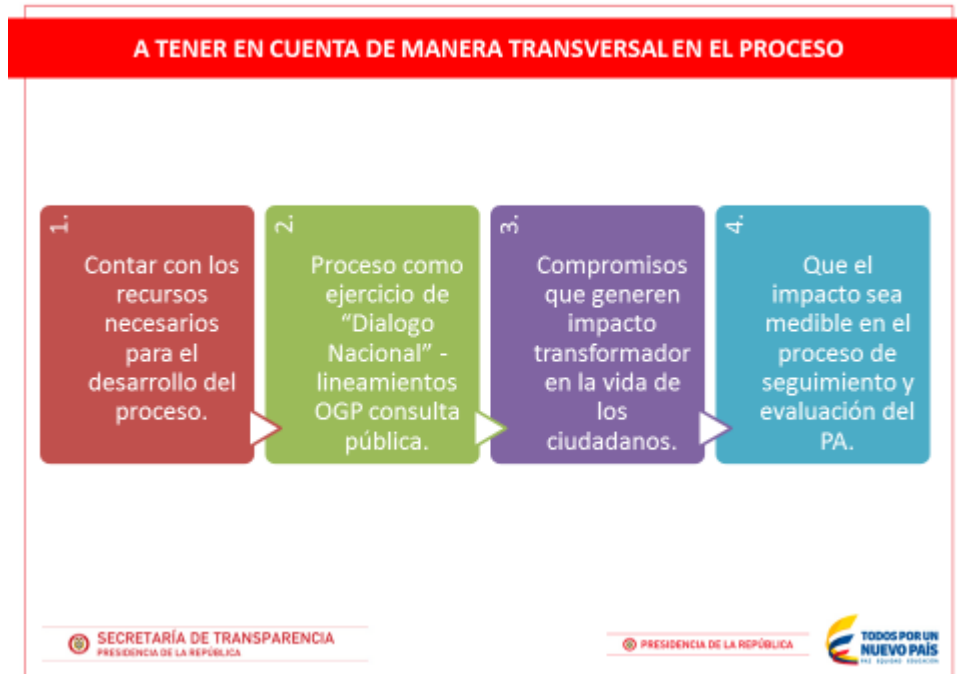 A TENER EN CUENTA DE MANERA TRANSVERSAL EN EL PROCESO
1.
Contar con los
recursos
necesarios
para el
desarrollo del
proceso.
2.
Proceso como
ejercicio de
“Dialogo
Nacional” -
lineamientos
OGP consulta
pública.
3.
Compromisos
que generen
impacto
transformador
en la vida de
los
ciudadanos.
4.
Que el
impacto sea
medible en el
proceso de
seguimiento y
evaluación del
PA.
SECRETARÍA DE TRANSPARENCIA
PRESIDENCIA DE LA REPÚBLICA
PRESIDENCIA DE LA REPÚBLICA
TODOS POR UN
NUEVO PAÍS
PAZ EQUIDAD EDUCACIÓN